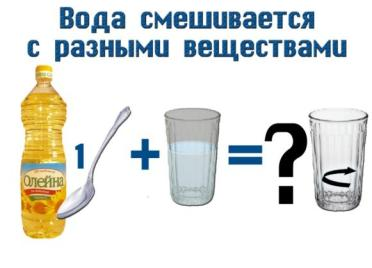 Вода смешивается
с разными веществами
Олейна
1 + = ?